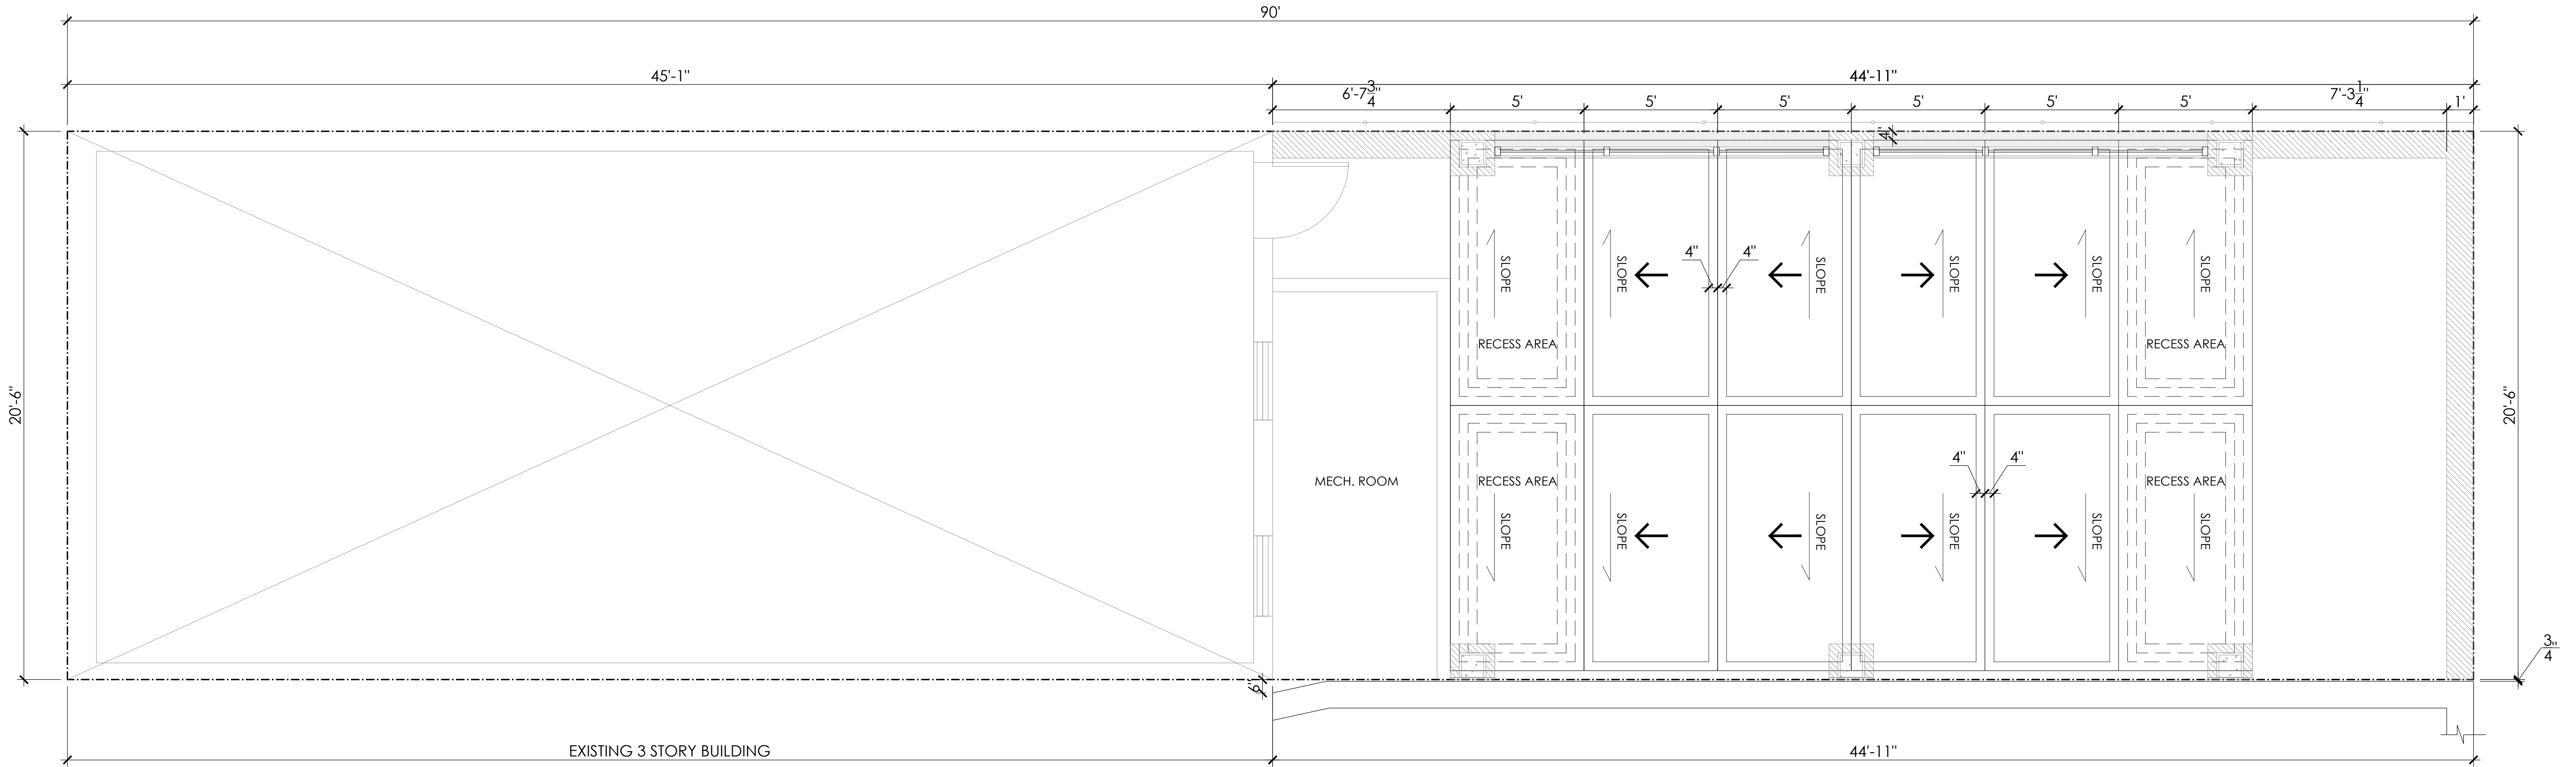 90'
45'-1"
44'-11"
6'-7 3/4"
5'
5'
5'
5'
5'
5'
7'-3 1/4"
1'
4"
SLOPE
SLOPE
4"
4"
SLOPE
SLOPE
SLOPE
SLOPE
RECESS AREA
RECESS AREA
20'-6"
20'-6"
MECH. ROOM
RECESS AREA
RECESS AREA
4"
4"
SLOPE
SLOPE
SLOPE
SLOPE
SLOPE
SLOPE
3/4"
6"
EXISTING 3 STORY BUILDING
44'-11"